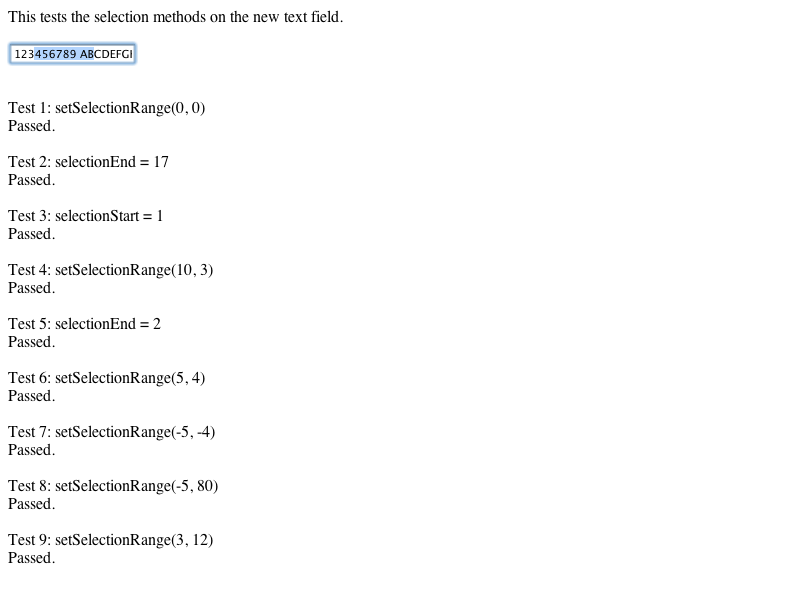 This tests the selection methods on the new text field.
123456789 ABCDEFGI
Test 1: setSelectionRange(0, 0)
Passed.
Test 2: selectionEnd = 17
Passed.
Test 3: selectionStart = 1
Passed.
Test 4: setSelectionRange(10, 3)
Passed.
Test 5: selectionEnd = 2
Passed.
Test 6: setSelectionRange(5, 4)
Passed.
Test 7: setSelectionRange(-5, -4)
Passed.
Test 8: setSelectionRange(-5, 80)
Passed.
Test 9: setSelectionRange(3, 12)
Passed.